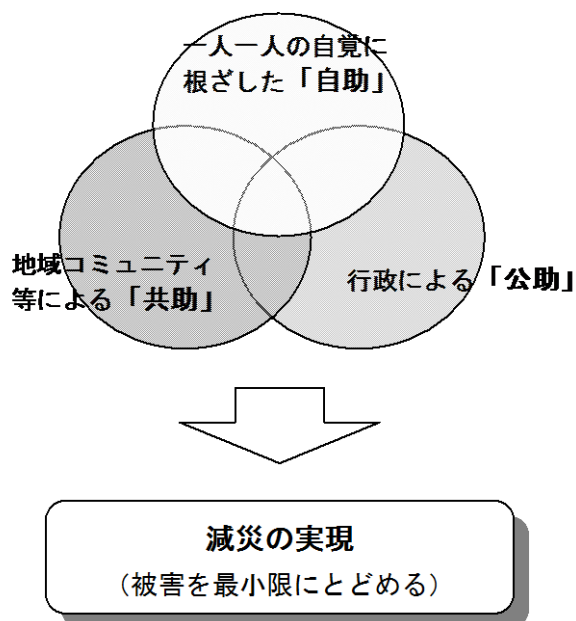 一人一人の自覚に
根ざした「自助」
地域コミュニティ
等による「共助」
行政による「公助」
減災の実現
（被害を最小限にとどめる）